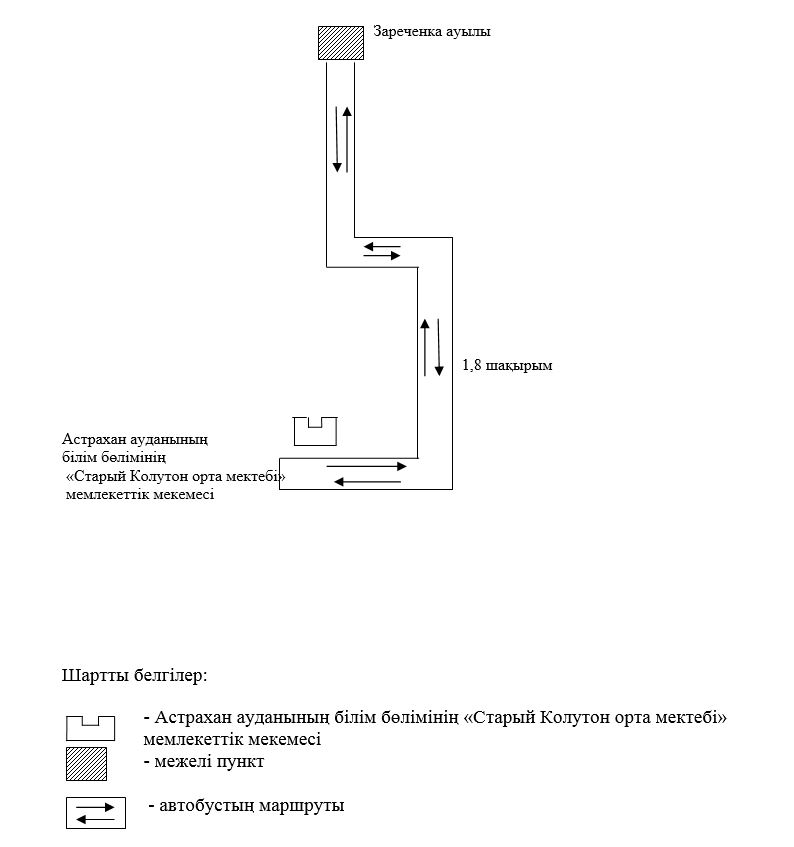 Зареченка ауылы
1,8 шақырым
Астрахан ауданының
білім бөлімінің
«Старый Колутон орта мектебі»
мемлекеттік мекемесі
Шартты белгілер:
- Астрахан ауданының білім бөлімінің «Старый Колутон орта мектебі»
мемлекеттік мекемесі
- межелі пункт
- автобустың маршруты